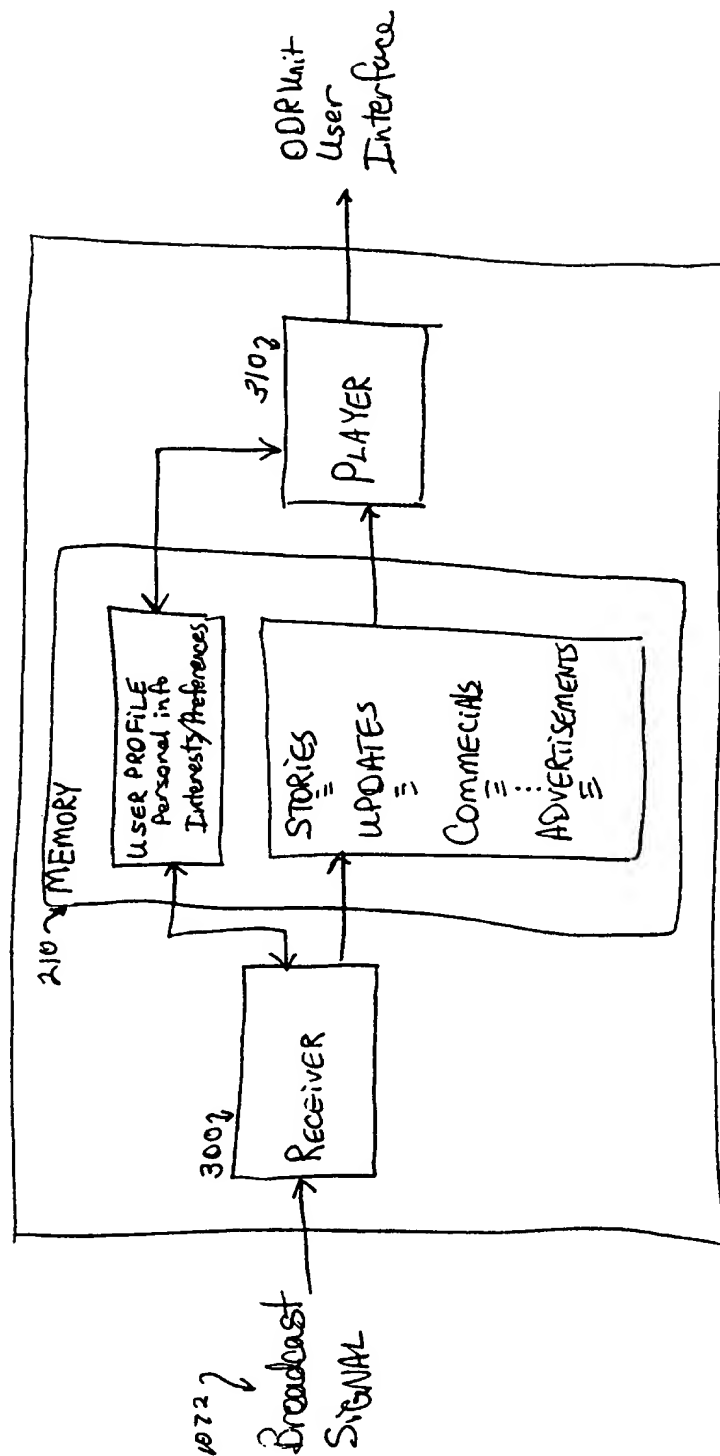 1072
Broadcast
SIGNAL
300
RECEIVER
210
MEMORY
USER PROFILE
Personal info
Interests/Preferences
STORIES
UPDATES
COMMECIALS
ADVERTISEMENTS
310
PLAYER
ODR Unit
User
Interface